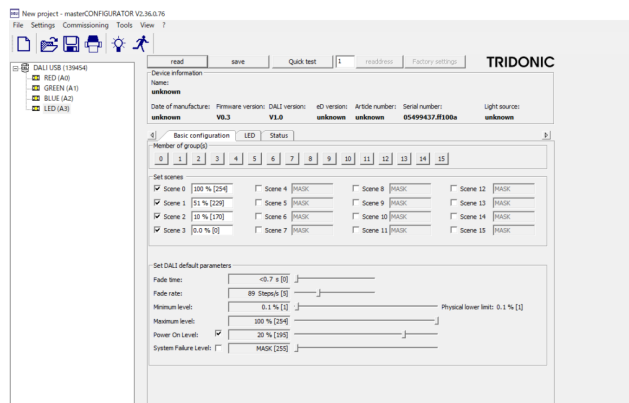 New project - masterCONFIGURATOR V2.36.0.76
File Settings Commissioning Tools View ?
read save Quick test 1 readdress Factory settings TRIDONIC
DALI USB (139454)
RED (A0)
GREEN (A1)
BLUE (A2)
LED (A3)
Device information
Name:
unknown
Date of manufacture: Firmware version: DALI version: eD version: Article number: Serial number: Light source:
unknown V0.3 V1.0 unknown unknown 05499437.ff100a unknown
Basic configuration LED Status
Member of group(s)
0 1 2 3 4 5 6 7 8 9 10 11 12 13 14 15
Set scenes
Scene 0 100 % [254] Scene 4 MASK Scene 8 MASK Scene 12 MASK
Scene 1 51 % [229] Scene 5 MASK Scene 9 MASK Scene 13 MASK
Scene 2 10 % [170] Scene 6 MASK Scene 10 MASK Scene 14 MASK
Scene 3 0.0 % [0] Scene 7 MASK Scene 11 MASK Scene 15 MASK
Set DALI default parameters
Fade time: <0.7 s [0]
Fade rate: 89 Steps/s [5]
Minimum level: 0.1 % [1] Physical lower limit: 0.1 % [1]
Maximum level: 100 % [254]
Power On Level: 20 % [195]
System Failure Level: MASK [255]